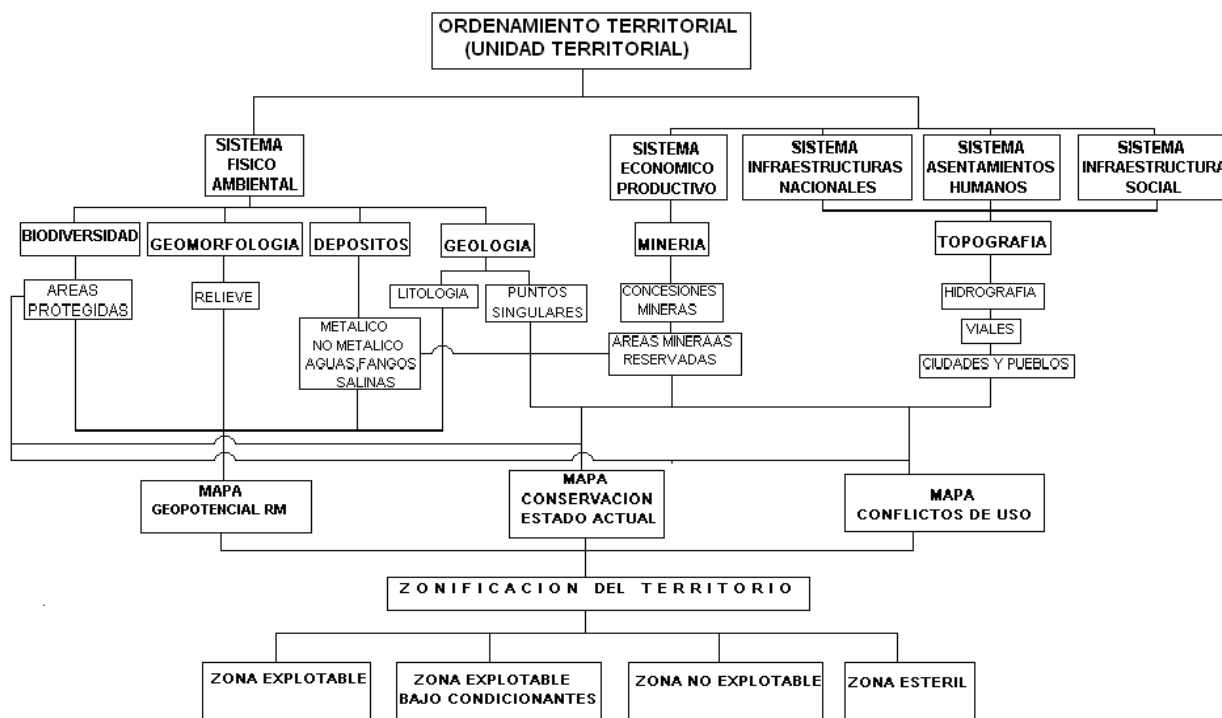 ORDENAMIENTO TERRITORIAL
(UNIDAD TERRITORIAL)
SISTEMA
FISICO
AMBIENTAL
SISTEMA
ECONOMICO
PRODUCTIVO
SISTEMA
INFRAESTRUCTURAS
NACIONALES
SISTEMA
ASENTAMIENTOS
HUMANOS
SISTEMA
INFRAESTRUCTURA
SOCIAL
BIODIVERSIDAD
GEOMORFOLOGIA
DEPOSITOS
GEOLOGIA
MINERIA
TOPOGRAFIA
AREAS
PROTEGIDAS
RELIEVE
LITOLOGIA
PUNTOS
SINGULARES
CONCESIONES
MINERAS
HIDROGRAFIA
METALICO
NO METALICO
AGUAS,FANGOS
SALINAS
AREAS MINERAAS
RESERVADAS
VIALES
CIUDADES Y PUEBLOS
MAPA
GEOPOTENCIAL RM
MAPA
CONSERVACION
ESTADO ACTUAL
MAPA
CONFLICTOS DE USO
ZONIFICACION DEL TERRITORIO
ZONA EXPLOTABLE
ZONA EXPLOTABLE
BAJO CONDICIONANTES
ZONA NO EXPLOTABLE
ZONA ESTERIL